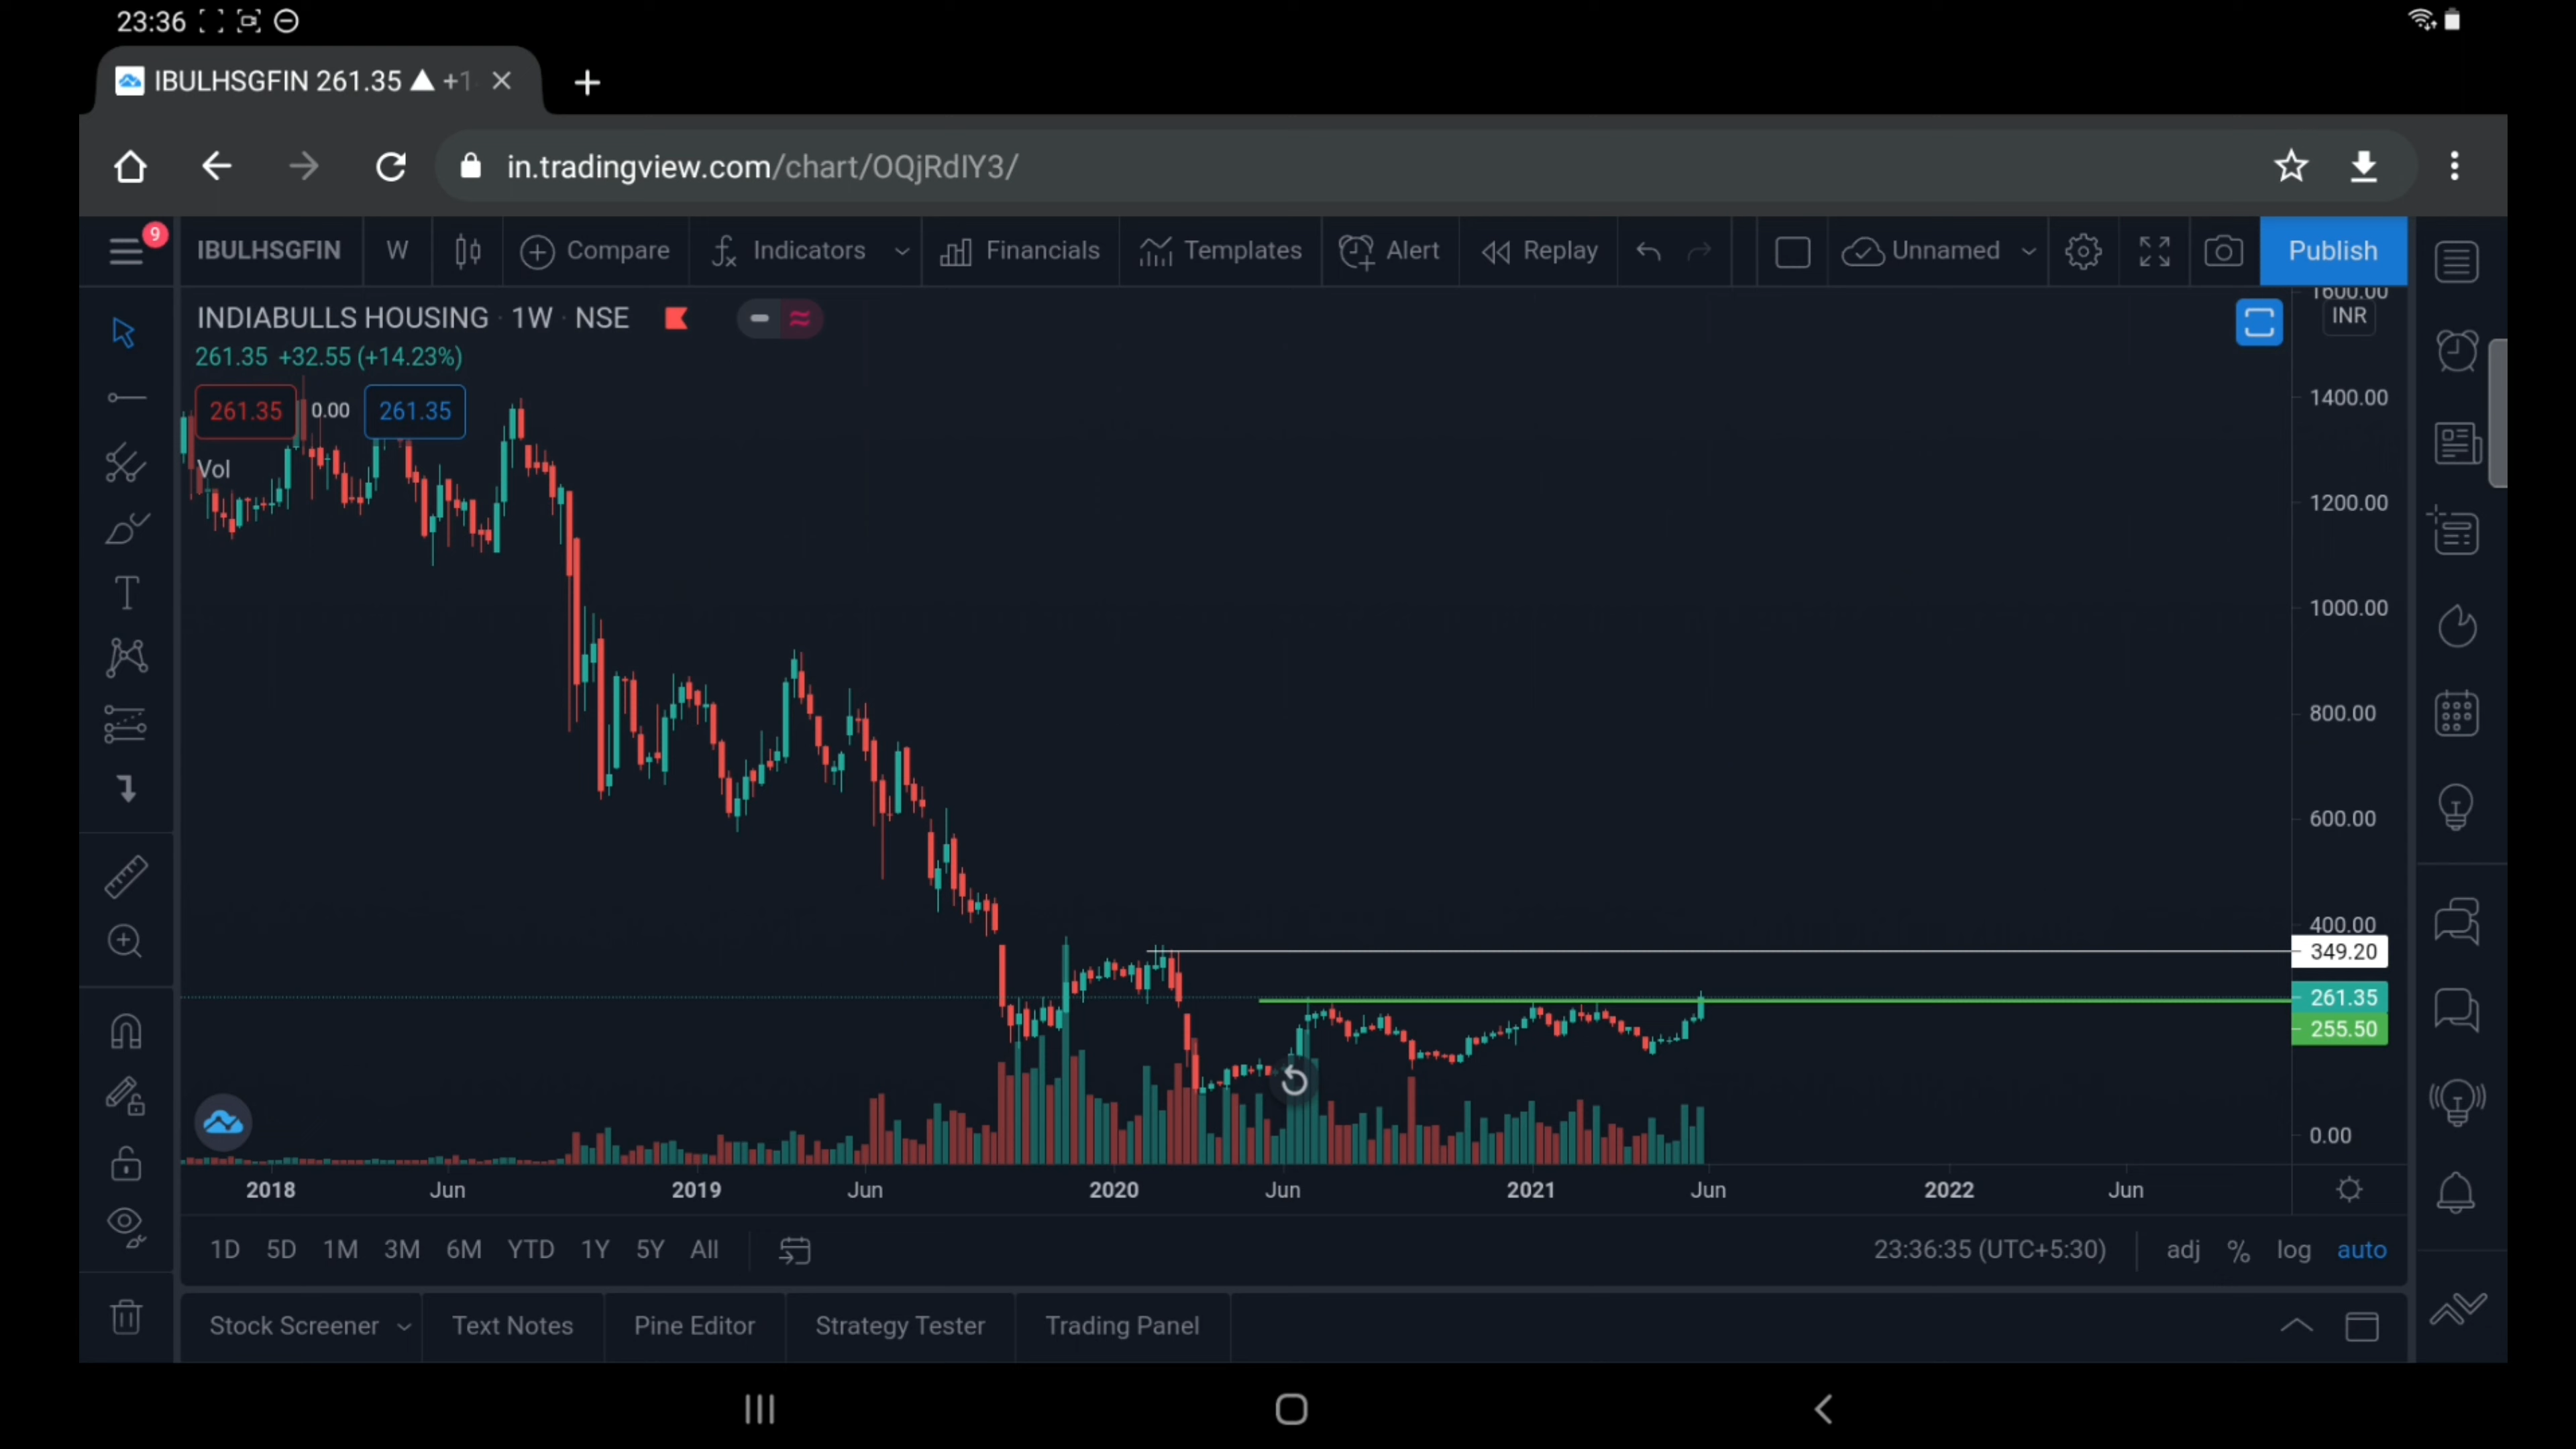 23:36
IBULHSGFIN 261.35 ▲ +1
in.tradingview.com/chart/OQjRdIY3/
9
IBULHSGFIN W Compare Indicators Financials Templates Alert Replay Unnamed Publish
INDIABULLS HOUSING · 1W · NSE
261.35 +32.55 (+14.23%)
261.35 0.00 261.35
Vol
1600.00
INR
1400.00
1200.00
1000.00
800.00
600.00
400.00
349.20
261.35
255.50
0.00
2018 Jun 2019 Jun 2020 Jun 2021 Jun 2022 Jun
1D 5D 1M 3M 6M YTD 1Y 5Y All 23:36:35 (UTC+5:30) adj % log auto
Stock Screener Text Notes Pine Editor Strategy Tester Trading Panel